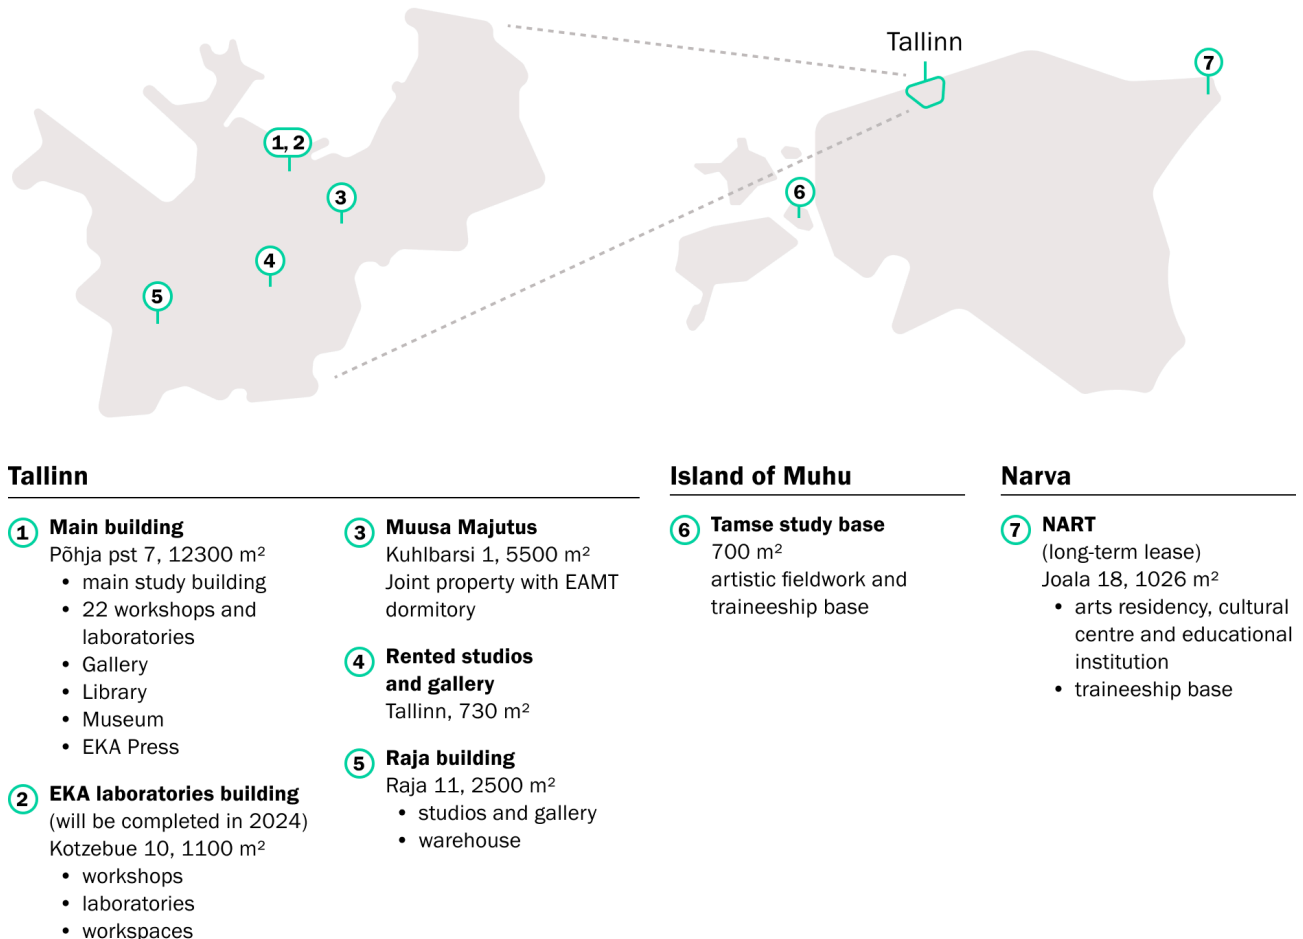 Tallinn
7
1, 2
3
6
4
5
Tallinn
1 Main building
Põhja pst 7, 12300 m²
• main study building
• 22 workshops and
laboratories
• Gallery
• Library
• Museum
• EKA Press
2 EKA laboratories building
(will be completed in 2024)
Kotzebue 10, 1100 m²
• workshops
• laboratories
• workspaces
3 Muusa Majutus
Kuhlbarsi 1, 5500 m²
Joint property with EAMT
dormitory
4 Rented studios
and gallery
Tallinn, 730 m²
5 Raja building
Raja 11, 2500 m²
• studios and gallery
• warehouse
Island of Muhu
6 Tamse study base
700 m²
artistic fieldwork and
traineeship base
Narva
7 NART
(long-term lease)
Joala 18, 1026 m²
• arts residency, cultural
centre and educational
institution
• traineeship base